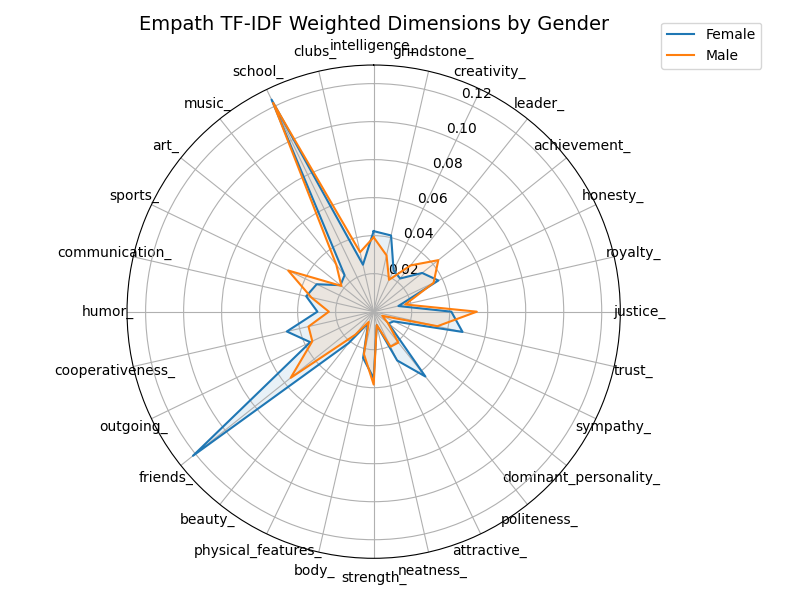 Empath TF-IDF Weighted Dimensions by Gender
Female
Male
intelligence_
grindstone_
creativity_
leader_
achievement_
honesty_
royalty_
justice_
trust_
sympathy_
dominant_personality_
politeness_
attractive_
neatness_
strength_
body_
physical_features_
beauty_
friends_
outgoing_
cooperativeness_
humor_
communication_
sports_
art_
music_
school_
clubs_
0.12
0.10
0.08
0.06
0.04
0.02